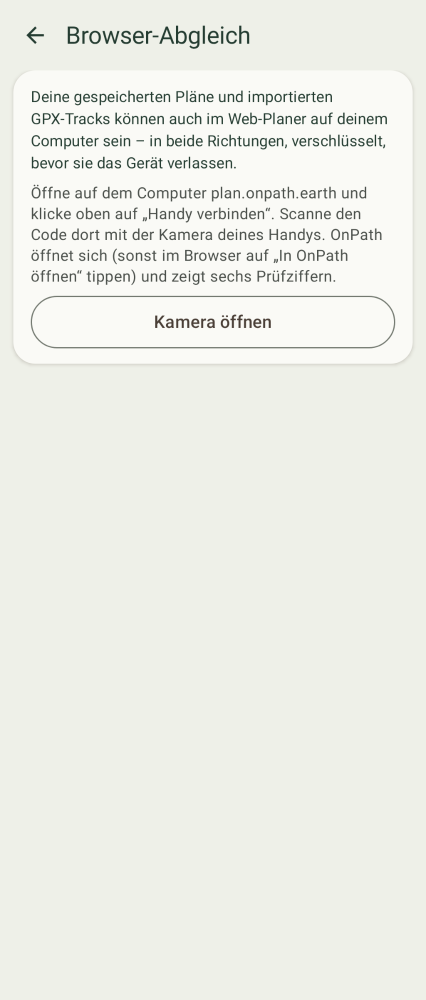 Browser-Abgleich
Deine gespeicherten Pläne und importierten
GPX-Tracks können auch im Web-Planer auf deinem
Computer sein – in beide Richtungen, verschlüsselt,
bevor sie das Gerät verlassen.
Öffne auf dem Computer plan.onpath.earth und
klicke oben auf „Handy verbinden“. Scanne den
Code dort mit der Kamera deines Handys. OnPath
öffnet sich (sonst im Browser auf „In OnPath
öffnen“ tippen) und zeigt sechs Prüfziffern.
Kamera öffnen